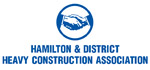 HAMILTON & DISTRICT
HEAVY CONSTRUCTION ASSOCIATION